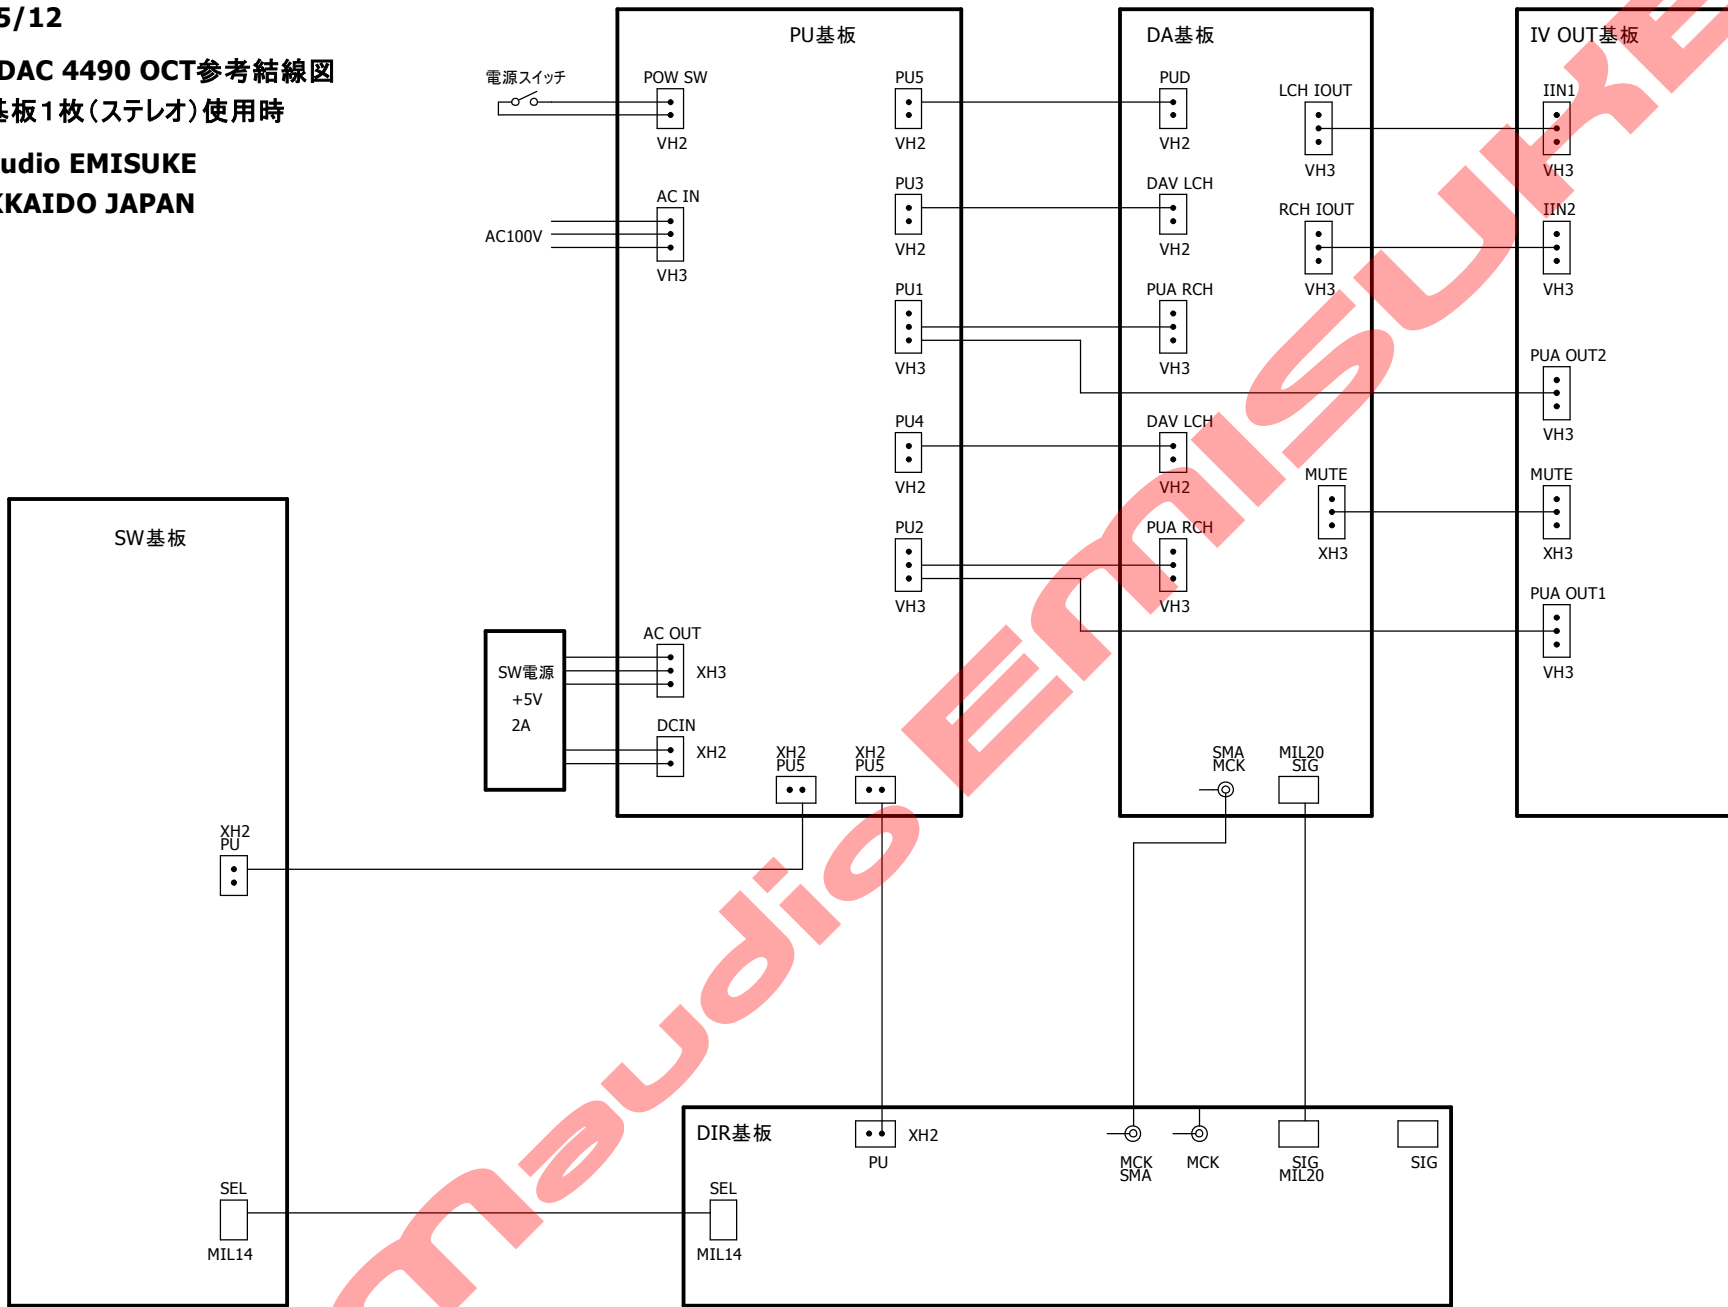 5/12
DAC 4490 OCT参考結線図
基板１枚（ステレオ）使用時
udio EMISUKE
KKAIDO JAPAN
PU基板
電源スイッチ
POW SW
VH2
AC IN
AC100V
VH3
PU5
VH2
PU3
VH2
PU1
VH3
PU4
VH2
PU2
VH3
AC OUT
XH3
SW電源
+5V
2A
DCIN
XH2
XH2
PU5
XH2
PU5
DA基板
PUD
VH2
LCH IOUT
VH3
DAV LCH
VH2
RCH IOUT
VH3
PUA RCH
VH3
DAV LCH
VH2
MUTE
XH3
PUA RCH
VH3
SMA
MCK
MIL20
SIG
IV OUT基板
IIN1
VH3
IIN2
VH3
PUA OUT2
VH3
MUTE
XH3
PUA OUT1
VH3
SW基板
XH2
PU
SEL
MIL14
DIR基板
XH2
PU
MCK
SMA
MCK
SIG
MIL20
SIG
SEL
MIL14
maudio EMISUKE